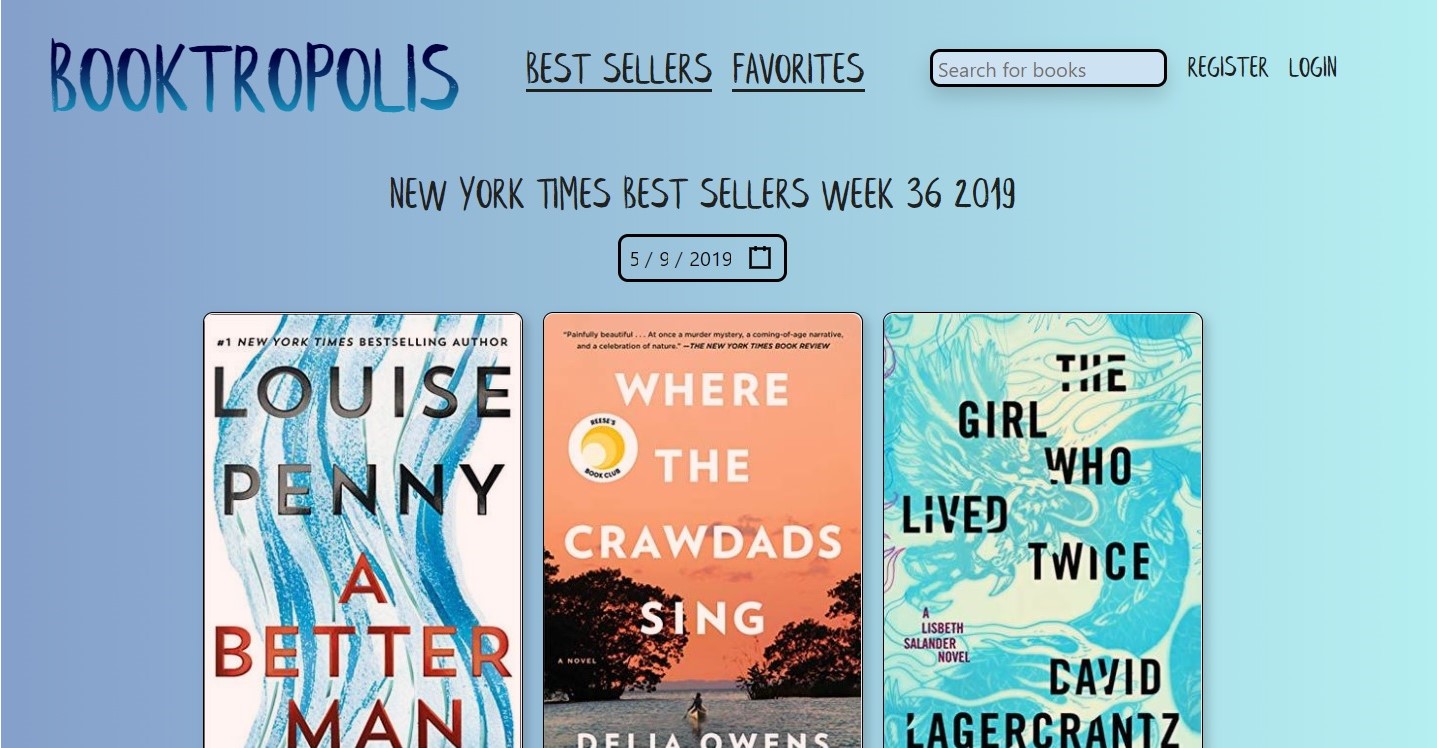 BOOKTROPOLIS
BEST SELLERS FAVORITES
Search for books
REGISTER LOGIN
NEW YORK TIMES BEST SELLERS WEEK 36 2019
5 / 9 / 2019
#1 NEW YORK TIMES BESTSELLING AUTHOR
LOUISE
PENNY
A
BETTER
MAN
"Painfully beautiful . . . At once a murder mystery, a coming-of-age narrative,
and a celebration of nature." —THE NEW YORK TIMES BOOK REVIEW
WHERE
REESE'S
BOOK CLUB
THE
CRAWDADS
SING
A NOVEL
DELIA OWENS
THE
GIRL
WHO
LIVED
TWICE
A
LISBETH
SALANDER
NOVEL
DAVID
LAGERCRANTZ